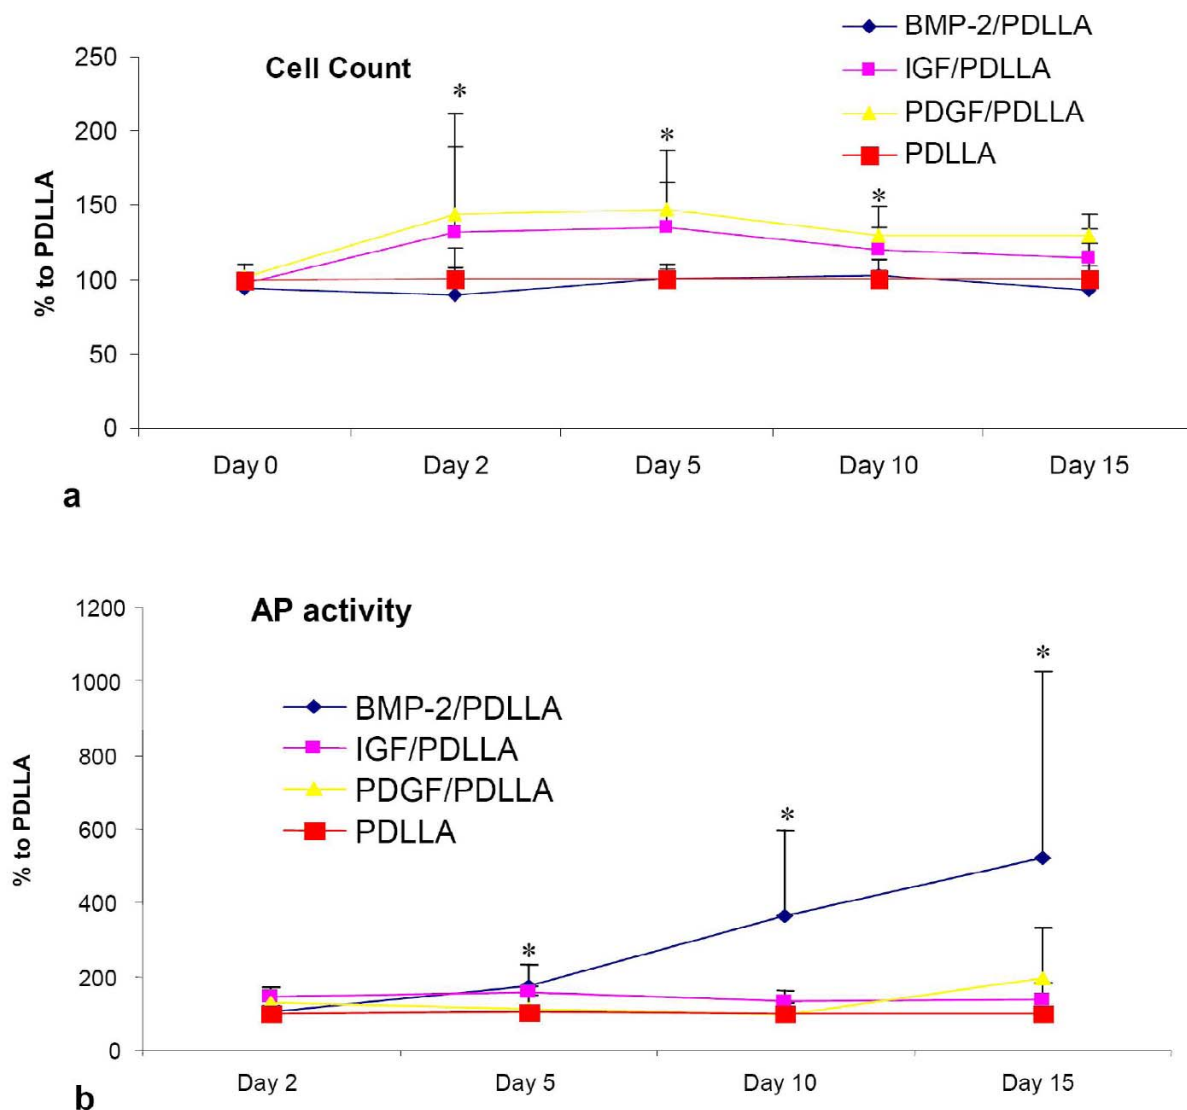 BMP-2/PDLLA
250
Cell Count
IGF/PDLLA
*
PDGF/PDLLA
200
*
PDLLA
% to PDLLA
150
*
100
50
0
Day 0 Day 2 Day 5 Day 10 Day 15
a
1200
AP activity
*
1000
BMP-2/PDLLA
IGF/PDLLA
800
PDGF/PDLLA
*
% to PDLLA
600
PDLLA
400
*
200
0
Day 2 Day 5 Day 10 Day 15
b